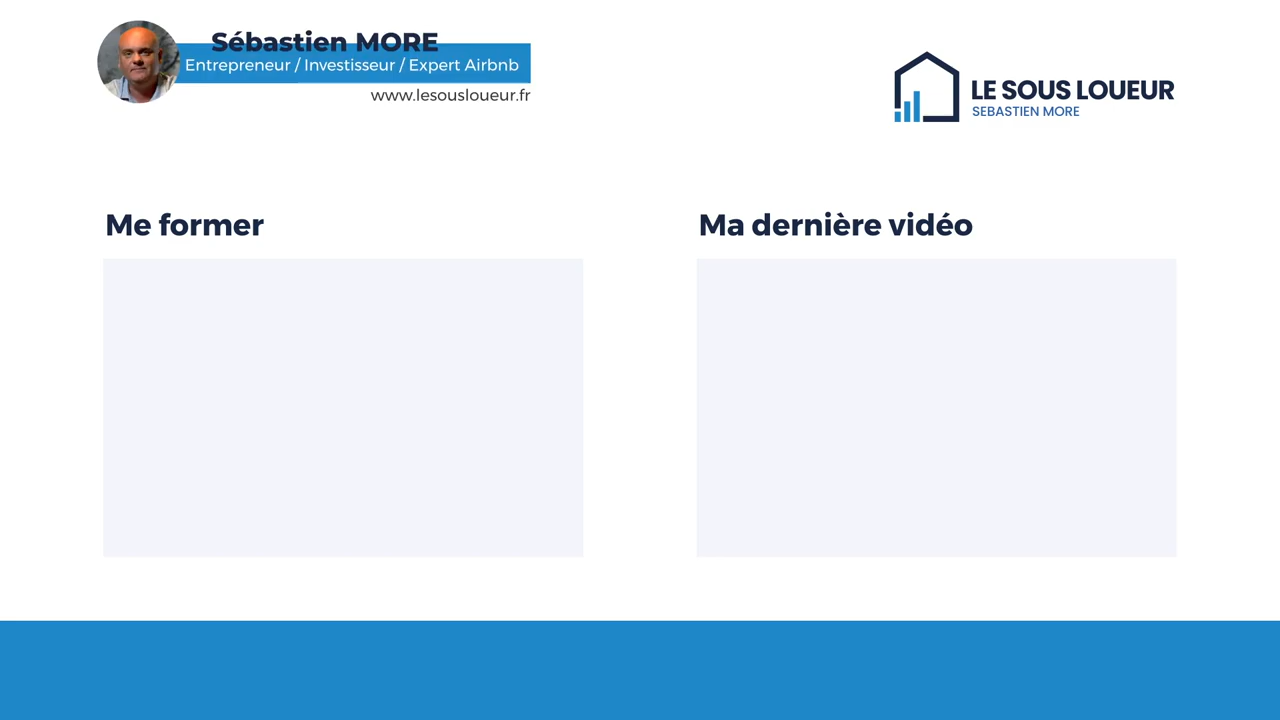 Sébastien MORE
Entrepreneur / Investisseur / Expert Airbnb
www.lesousloueur.fr
LE SOUS LOUEUR
SEBASTIEN MORE
Me former
Ma dernière vidéo